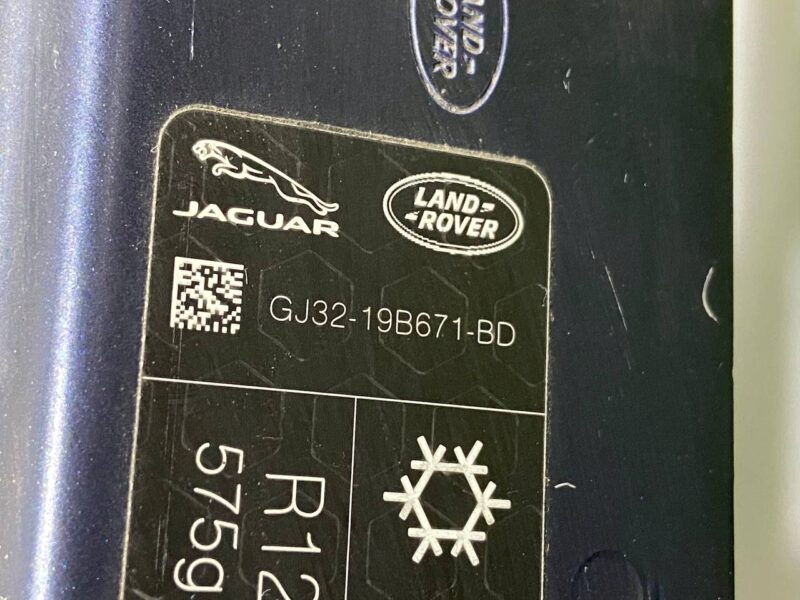 LAND
ROVER
JAGUAR
LAND
ROVER
GJ32-19B671-BD
R12
575g